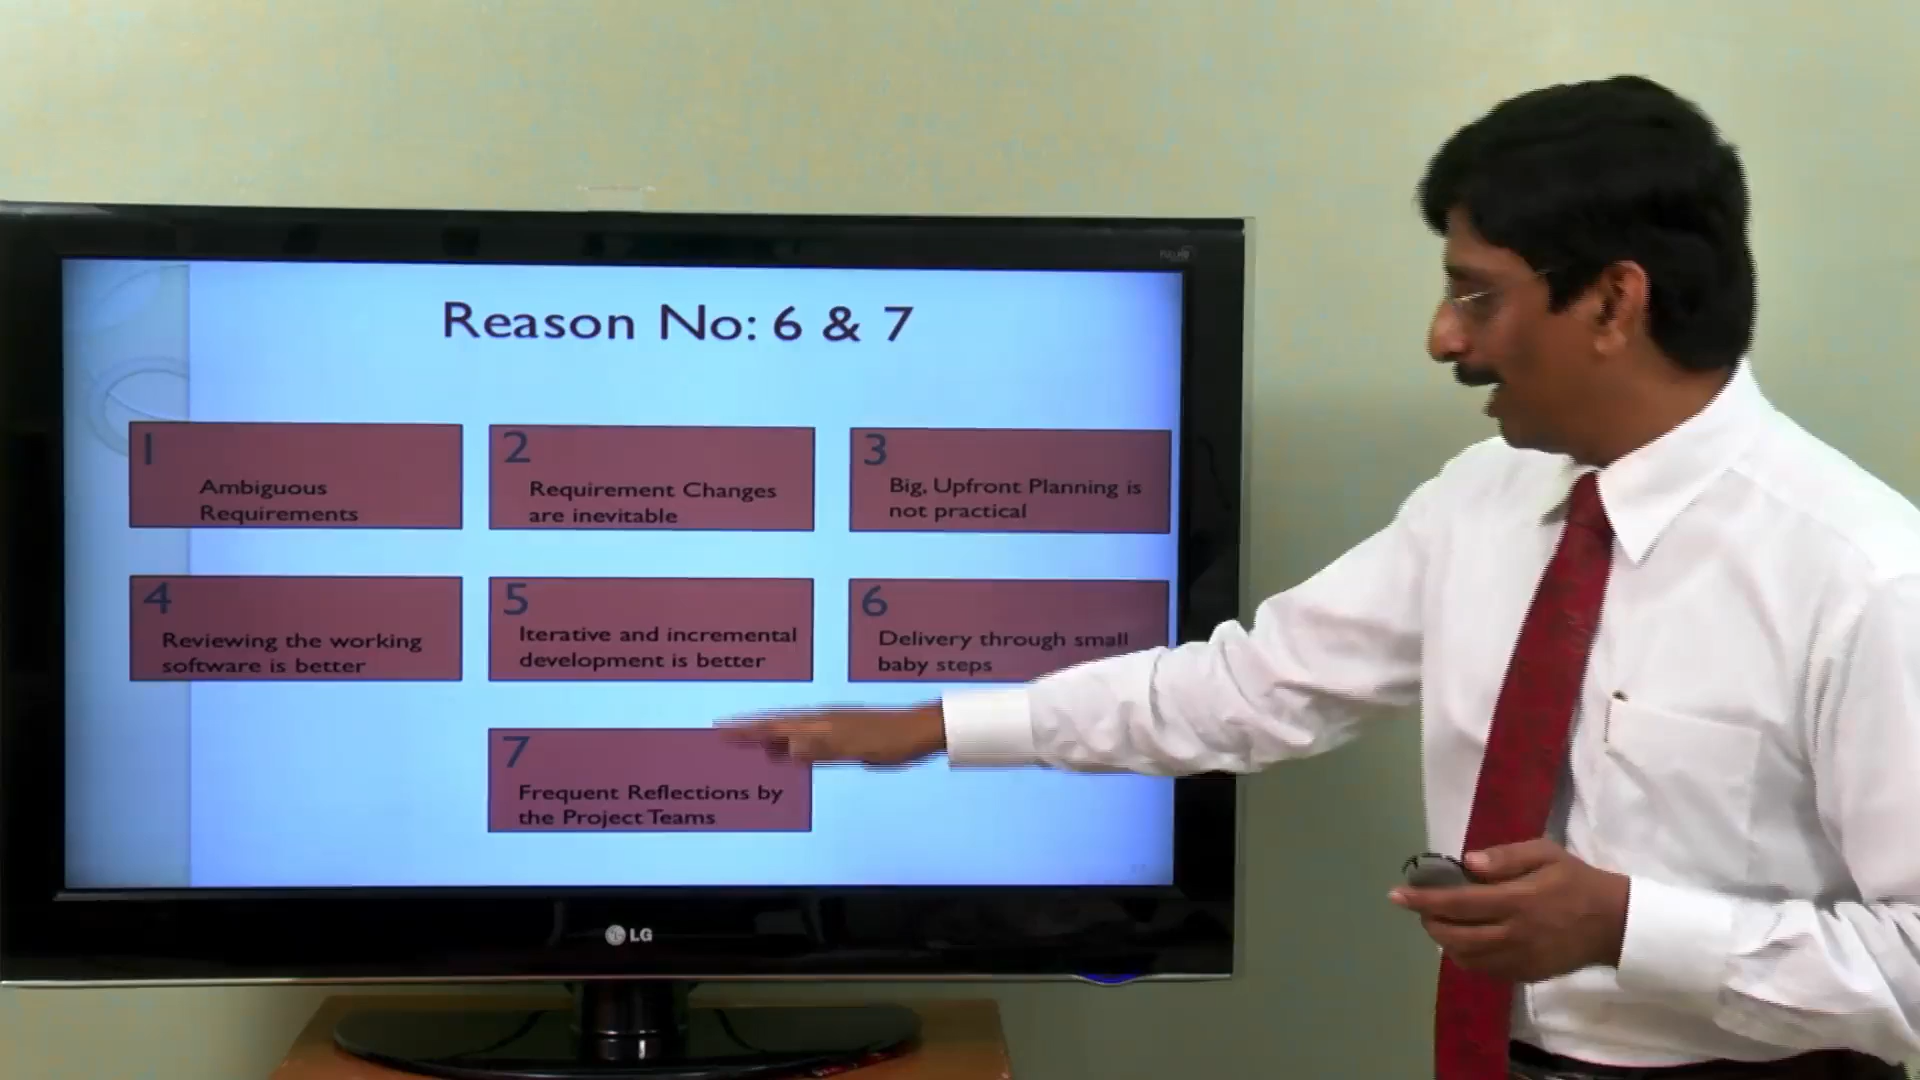 Reason No: 6 & 7
1
Ambiguous
Requirements
2
Requirement Changes
are inevitable
3
Big, Upfront Planning is
not practical
4
Reviewing the working
software is better
5
Iterative and incremental
development is better
6
Delivery through small
baby steps
7
Frequent Reflections by
the Project Teams
LG